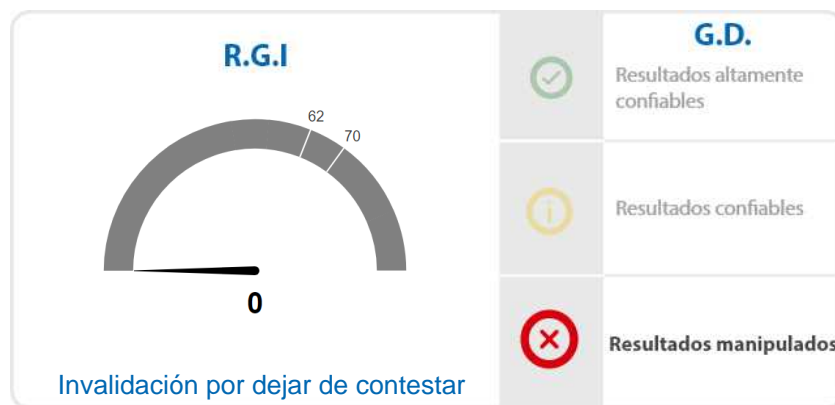 R.G.I
62
70
0
Invalidación por dejar de contestar
G.D.
Resultados altamente
confiables
Resultados confiables
Resultados manipulados